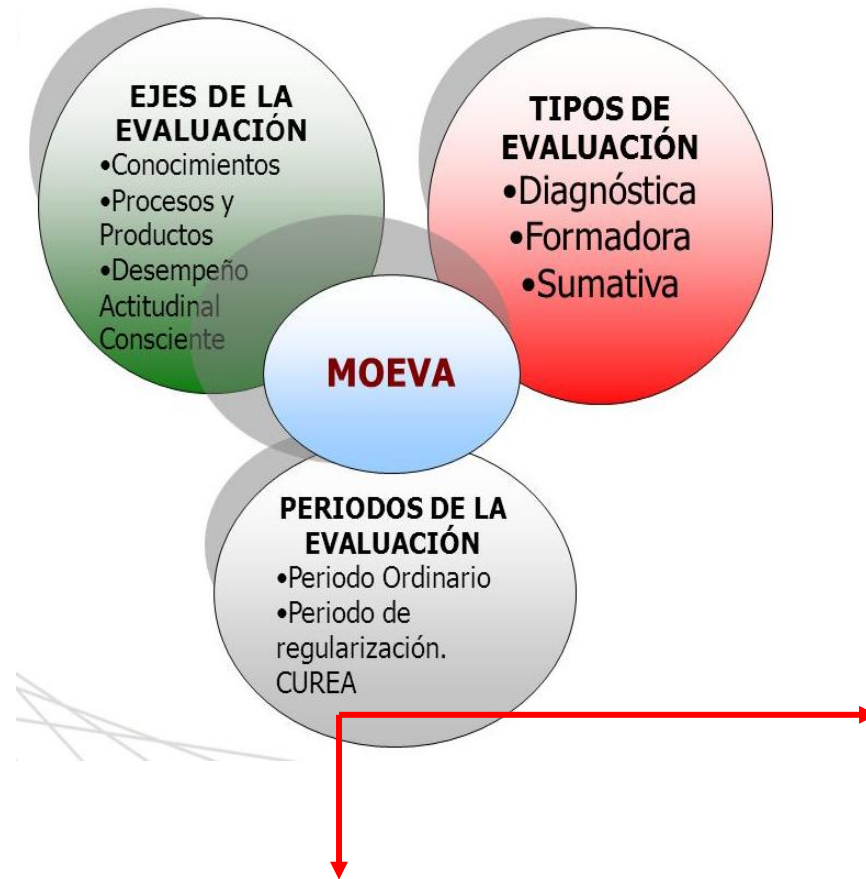 EJES DE LA
EVALUACIÓN
•Conocimientos
•Procesos y
Productos
•Desempeño
Actitudinal
Consciente
TIPOS DE
EVALUACIÓN
•Diagnóstica
•Formadora
•Sumativa
MOEVA
PERIODOS DE LA
EVALUACIÓN
•Periodo Ordinario
•Periodo de
regularización.
CUREA